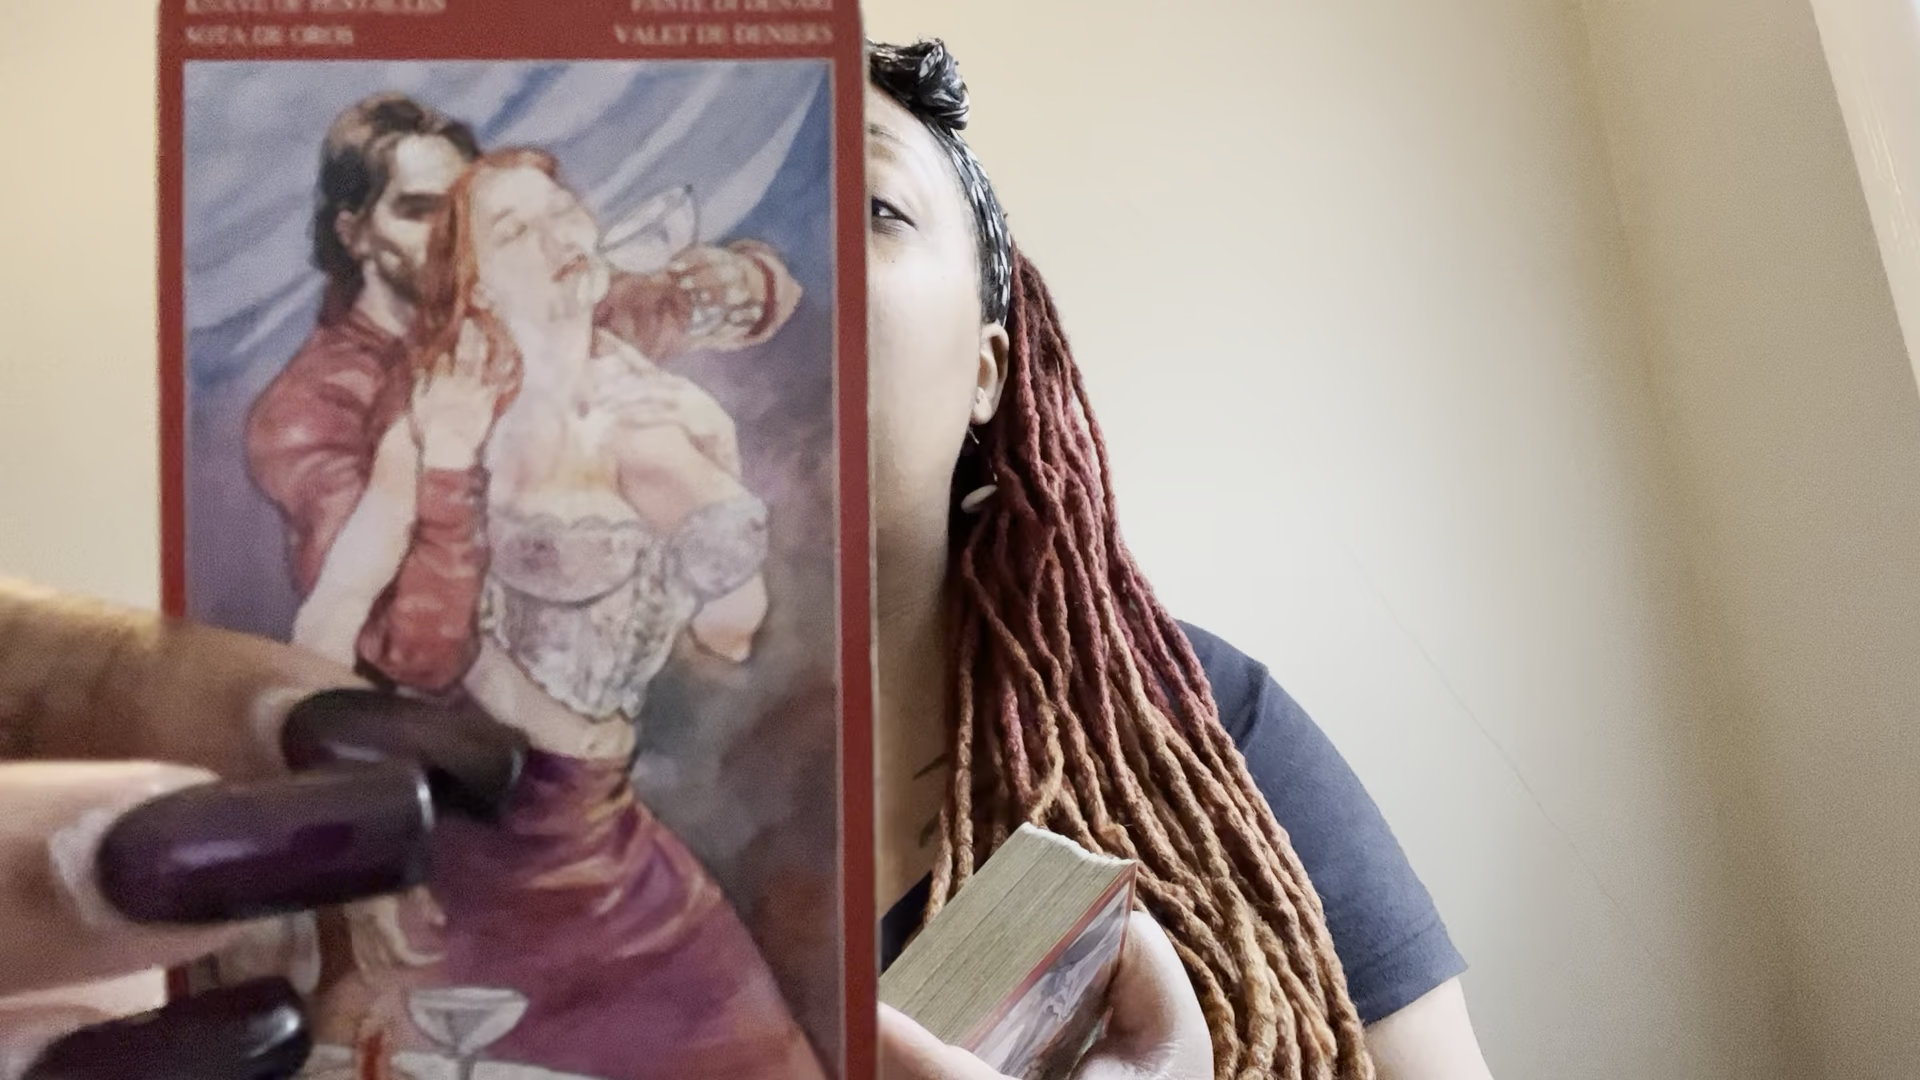 KNAVE OF PENTACLES FANTE DI DENARI
SOTA DE OROS VALET DE DENIERS